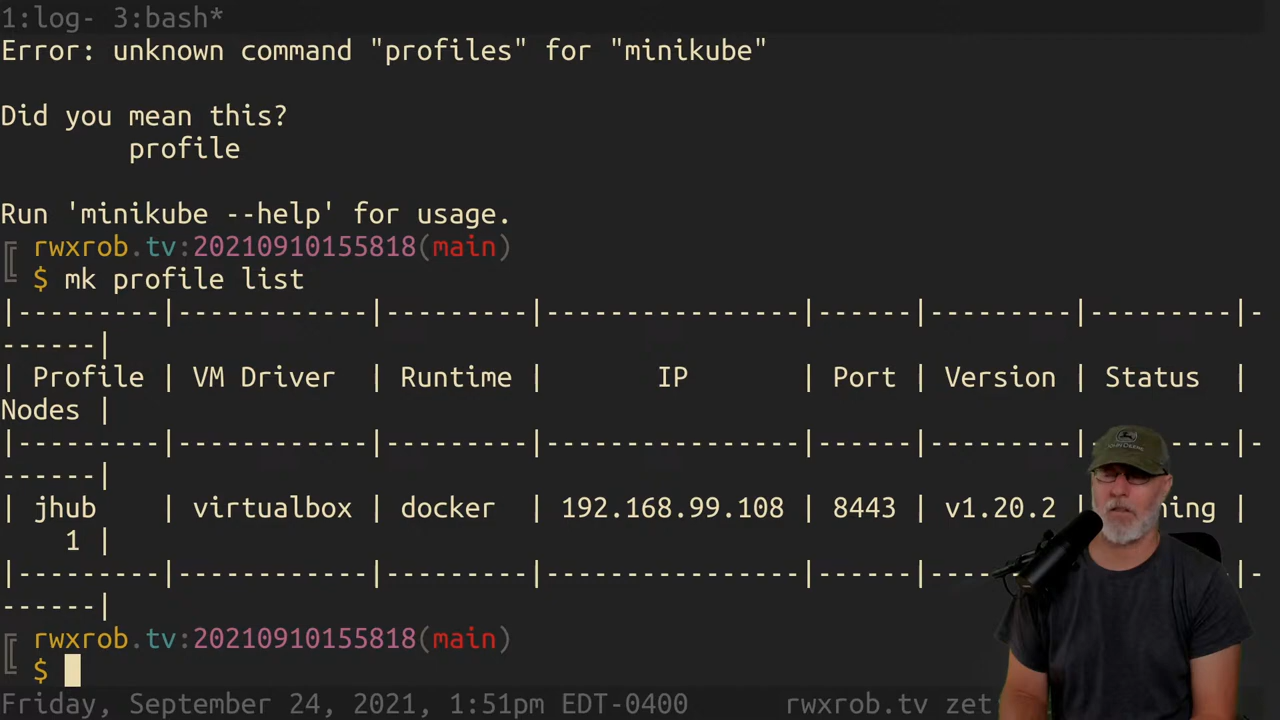 1:log- 3:bash*
Error: unknown command "profiles" for "minikube"
Did you mean this?
profile
Run 'minikube --help' for usage.
rwxrob.tv:20210910155818(main)
$ mk profile list
|---------|------------|---------|----------------|------|---------|---------|-
------|
| Profile | VM Driver | Runtime | IP | Port | Version | Status |
Nodes |
|---------|------------|---------|----------------|------|---------|---------|-
------|
| jhub | virtualbox | docker | 192.168.99.108 | 8443 | v1.20.2 | ning |
1 |
|---------|------------|---------|----------------|------|---------|---------|-
------|
rwxrob.tv:20210910155818(main)
$
Friday, September 24, 2021, 1:51pm EDT-0400 rwxrob.tv zet
JOHN DEERE